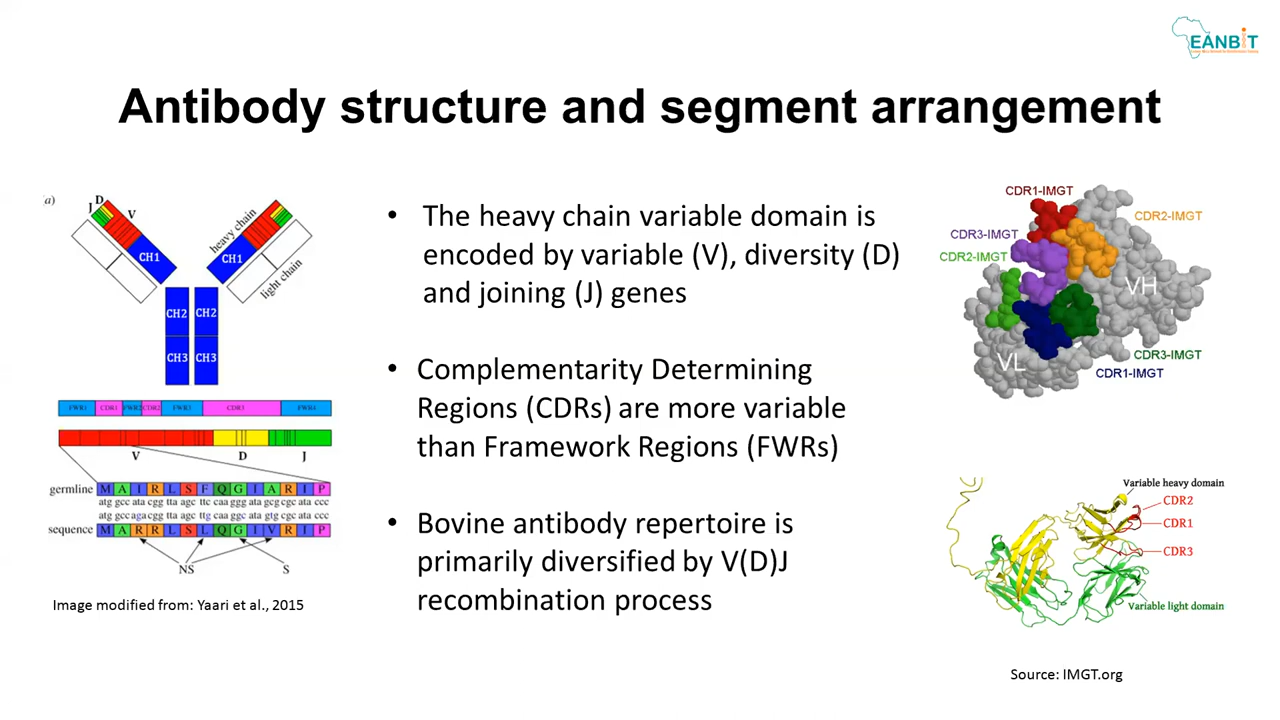 EANBiT
Antibody structure and segment arrangement
(a)
D
J
V
heavy chain
light chain
CH1
CH1
CH2
CH2
CH3
CH3
FWR1 CDR1 FWR2 CDR2 FWR3 CDR3 FWR4
V D J
germline M A I R L S F Q G I A R I P
atg gcc ata cgg tta agc ttc caa ggg ata gcg cgc ata ccc
atg gcc aga cgg tta agc ttg caa ggc ata gtg cgc ata ccc
sequence M A R R L S L Q G I V R I P
NS S
Image modified from: Yaari et al., 2015
• The heavy chain variable domain is
encoded by variable (V), diversity (D)
and joining (J) genes
• Complementarity Determining
Regions (CDRs) are more variable
than Framework Regions (FWRs)
• Bovine antibody repertoire is
primarily diversified by V(D)J
recombination process
CDR1-IMGT
CDR2-IMGT
CDR3-IMGT
CDR2-IMGT
VH
VL
CDR3-IMGT
CDR1-IMGT
Variable heavy domain
CDR2
CDR1
CDR3
Variable light domain
Source: IMGT.org